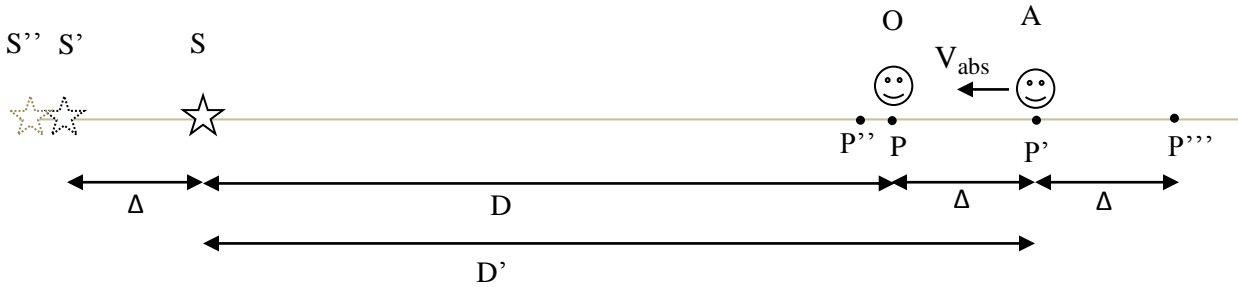 O A
S’’ S’ S
V_abs
P’’ P P’ P’’’
Δ D Δ Δ
D’